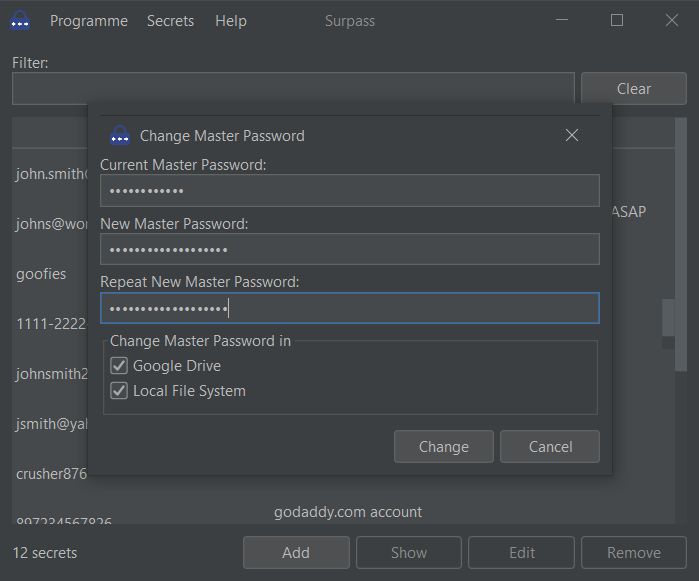 Programme Secrets Help Surpass
Filter:
Clear
Change Master Password
Current Master Password:
••••••••••••
New Master Password:
•••••••••••••••••••
Repeat New Master Password:
•••••••••••••••••••
Change Master Password in
Google Drive
Local File System
Change Cancel
john.smith@
johns@wor
ASAP
goofies
1111-2222
johnsmith2
jsmith@yah
crusher876
897234567826
godaddy.com account
12 secrets
Add Show Edit Remove